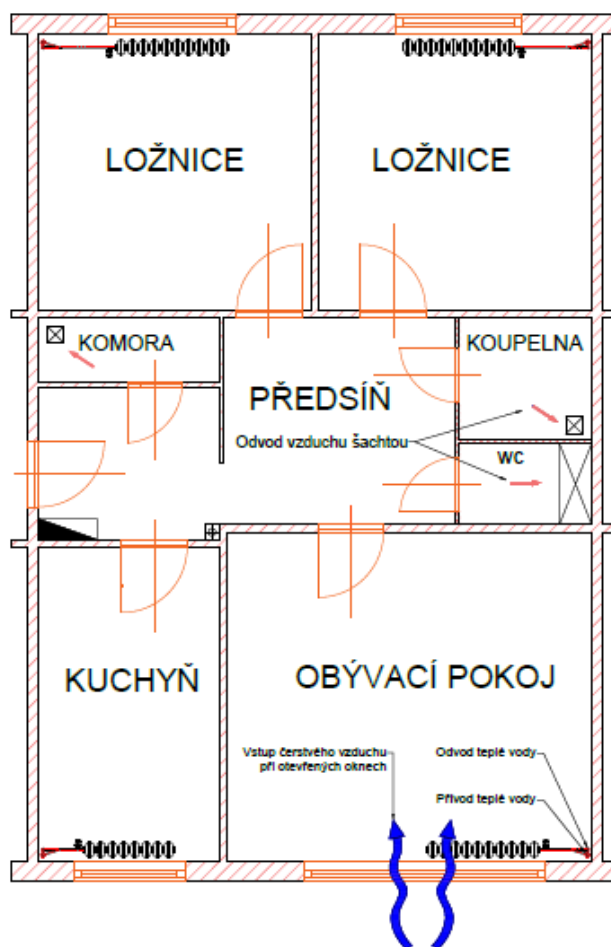 LOŽNICE
LOŽNICE
KOMORA
KOUPELNA
PŘEDSÍŇ
Odvod vzduchu šachtou
WC
KUCHYŇ
OBÝVACÍ POKOJ
Vstup čerstvého vzduchu
při otevřených oknech
Odvod teplé vody
Přívod teplé vody